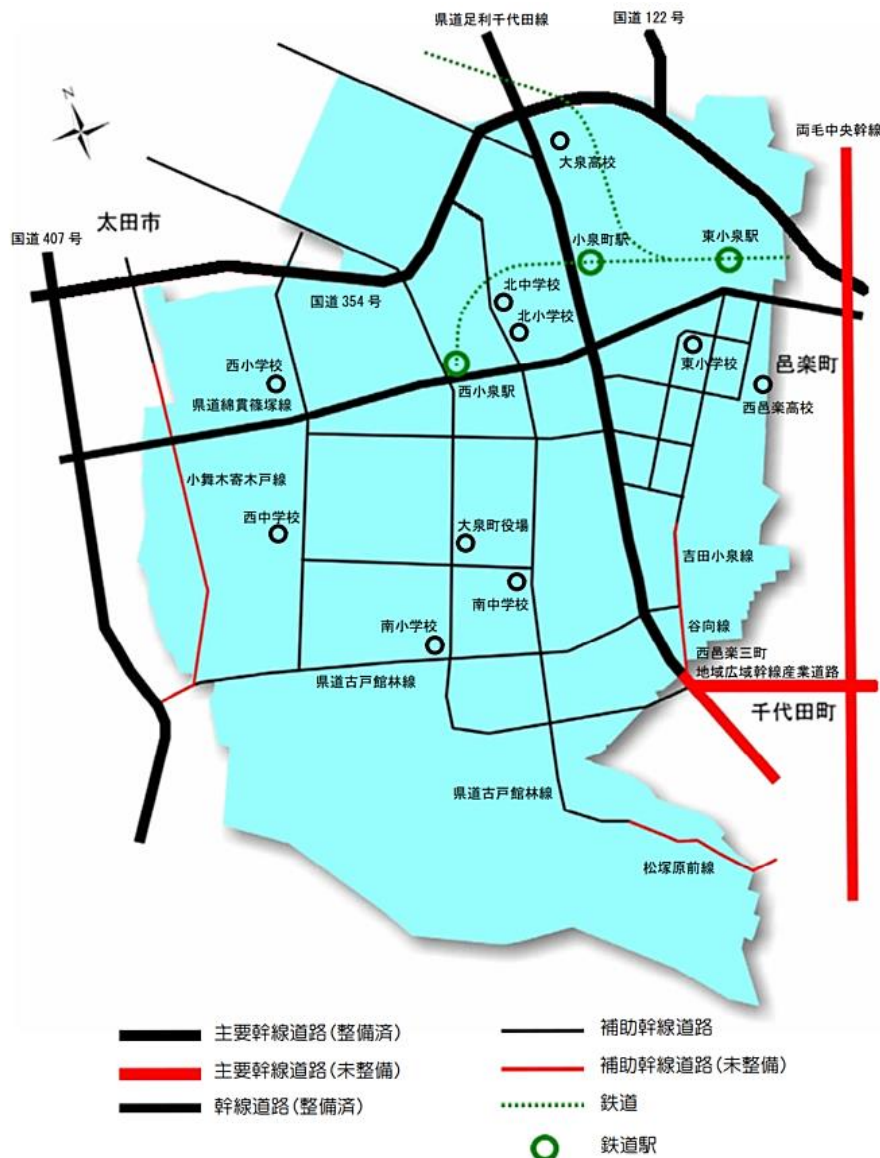 県道足利千代田線
国道122号
両毛中央幹線
N
大泉高校
太田市
国道407号
小泉町駅
東小泉駅
北中学校
国道354号
北小学校
東小学校
邑楽町
西小学校
西小泉駅
西邑楽高校
県道綿貫篠塚線
小舞木寄木戸線
西中学校
大泉町役場
吉田小泉線
南中学校
谷向線
南小学校
西邑楽三町
地域広域幹線産業道路
県道古戸館林線
千代田町
県道古戸館林線
松塚原前線
主要幹線道路(整備済)
補助幹線道路
主要幹線道路(未整備)
補助幹線道路(未整備)
幹線道路(整備済)
鉄道
鉄道駅